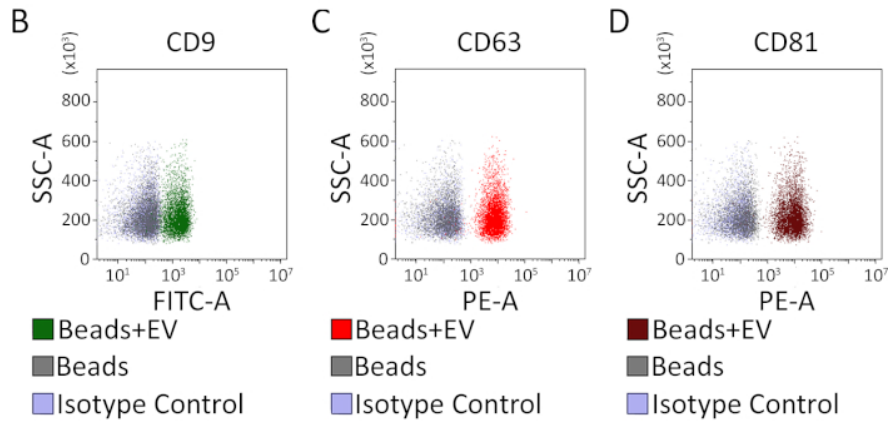 B
CD9
(x10³)
SSC-A
800
600
400
200
0
10¹
10³
10⁵
10⁷
FITC-A
Beads+EV
Beads
Isotype Control
C
CD63
(x10³)
SSC-A
800
600
400
200
0
10¹
10³
10⁵
10⁷
PE-A
Beads+EV
Beads
Isotype Control
D
CD81
(x10³)
SSC-A
800
600
400
200
0
10¹
10³
10⁵
10⁷
PE-A
Beads+EV
Beads
Isotype Control